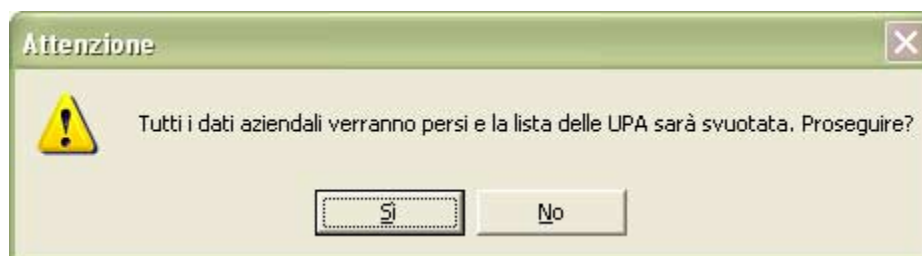 Attenzione
Tutti i dati aziendali verranno persi e la lista delle UPA sarà svuotata. Proseguire?
Sì
No